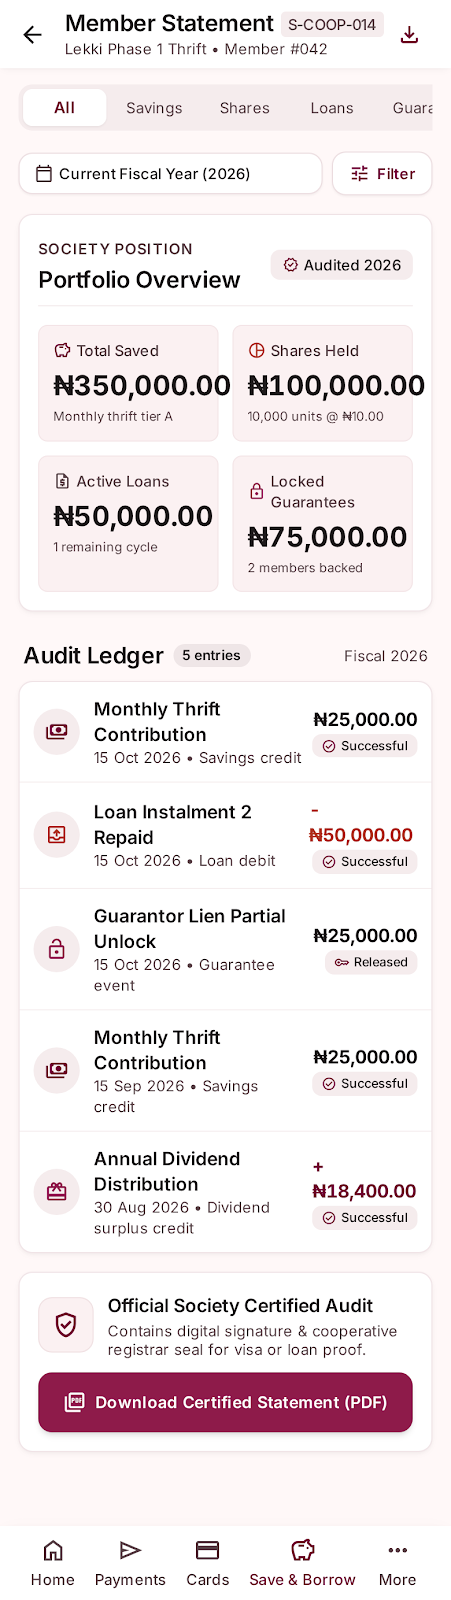 Member Statement S-COOP-014
Lekki Phase 1 Thrift • Member #042
All Savings Shares Loans Guara
Current Fiscal Year (2026) Filter
SOCIETY POSITION
Portfolio Overview
Audited 2026
Total Saved
₦350,000.00
Monthly thrift tier A
Shares Held
₦100,000.00
10,000 units @ ₦10.00
Active Loans
₦50,000.00
1 remaining cycle
Locked
Guarantees
₦75,000.00
2 members backed
Audit Ledger 5 entries Fiscal 2026
Monthly Thrift
Contribution
15 Oct 2026 • Savings credit
₦25,000.00
Successful
Loan Instalment 2
Repaid
15 Oct 2026 • Loan debit
-
₦50,000.00
Successful
Guarantor Lien Partial
Unlock
15 Oct 2026 • Guarantee
event
₦25,000.00
Released
Monthly Thrift
Contribution
15 Sep 2026 • Savings
credit
₦25,000.00
Successful
Annual Dividend
Distribution
30 Aug 2026 • Dividend
surplus credit
+
₦18,400.00
Successful
Official Society Certified Audit
Contains digital signature & cooperative
registrar seal for visa or loan proof.
PDF Download Certified Statement (PDF)
Home Payments Cards Save & Borrow More